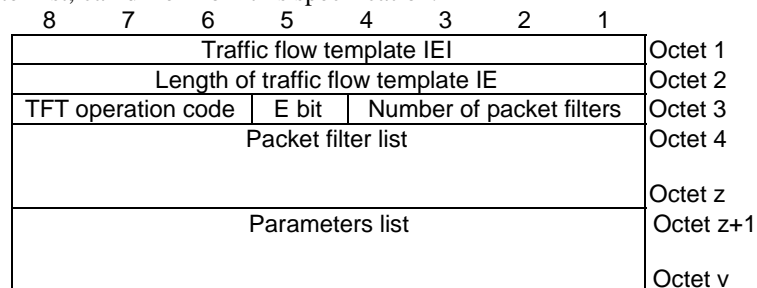 8 7 6 5 4 3 2 1
Traffic flow template IEI Octet 1
Length of traffic flow template IE Octet 2
TFT operation code E bit Number of packet filters Octet 3
Packet filter list Octet 4
Octet z
Parameters list Octet z+1
Octet v